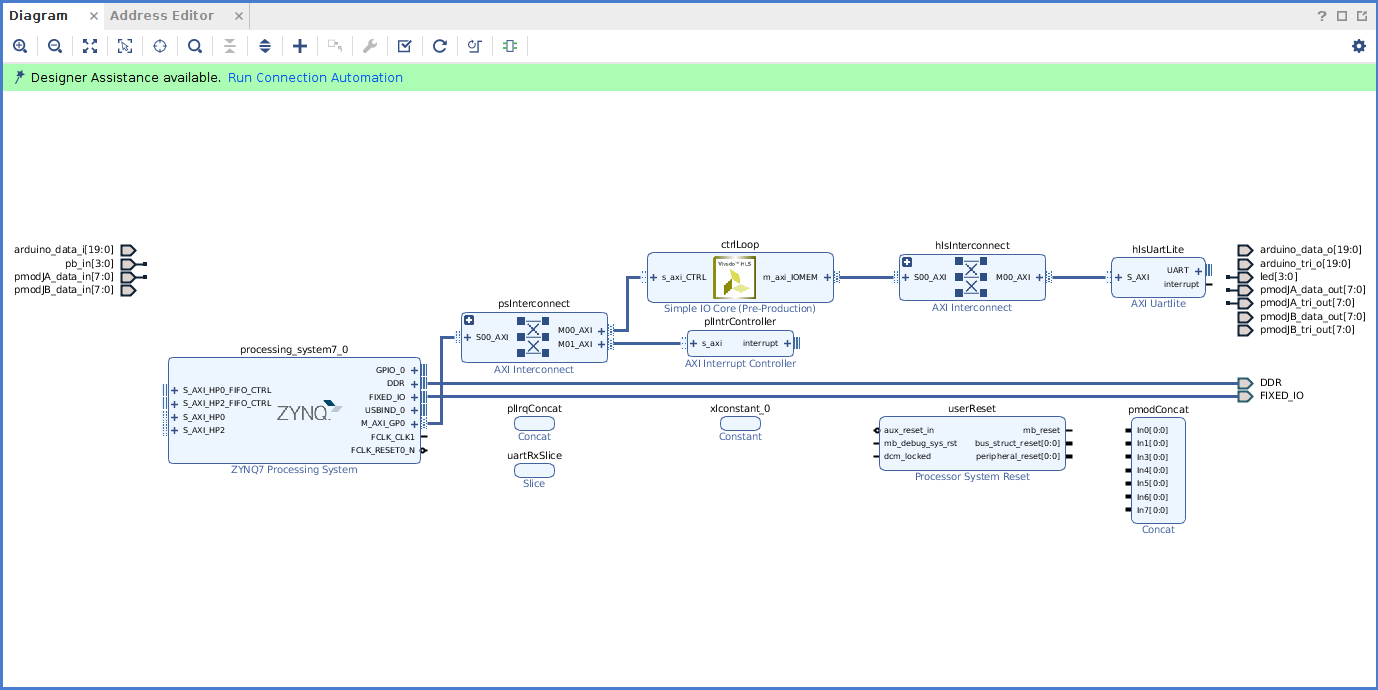 Diagram
Address Editor
Designer Assistance available. Run Connection Automation
arduino_data_i[19:0]
pb_in[3:0]
pmodJA_data_in[7:0]
pmodJB_data_in[7:0]
processing_system7_0
S_AXI_HP0_FIFO_CTRL
S_AXI_HP2_FIFO_CTRL
S_AXI_HP0
S_AXI_HP2
ZYNQ
GPIO_0
DDR
FIXED_IO
USBIND_0
M_AXI_GP0
FCLK_CLK1
FCLK_RESET0_N
ZYNQ7 Processing System
psInterconnect
S00_AXI
M00_AXI
M01_AXI
AXI Interconnect
plIrqConcat
Concat
uartRxSlice
Slice
ctrlLoop
s_axi_CTRL
Vivado™ HLS
m_axi_IOMEM
Simple IO Core (Pre-Production)
plIntrController
s_axi
interrupt
AXI Interrupt Controller
xlconstant_0
Constant
hlsInterconnect
S00_AXI
M00_AXI
AXI Interconnect
userReset
aux_reset_in
mb_debug_sys_rst
dcm_locked
mb_reset
bus_struct_reset[0:0]
peripheral_reset[0:0]
Processor System Reset
hlsUartLite
S_AXI
UART
interrupt
AXI Uartlite
pmodConcat
In0[0:0]
In1[0:0]
In3[0:0]
In4[0:0]
In5[0:0]
In6[0:0]
In7[0:0]
Concat
arduino_data_o[19:0]
arduino_tri_o[19:0]
led[3:0]
pmodJA_data_out[7:0]
pmodJA_tri_out[7:0]
pmodJB_data_out[7:0]
pmodJB_tri_out[7:0]
DDR
FIXED_IO